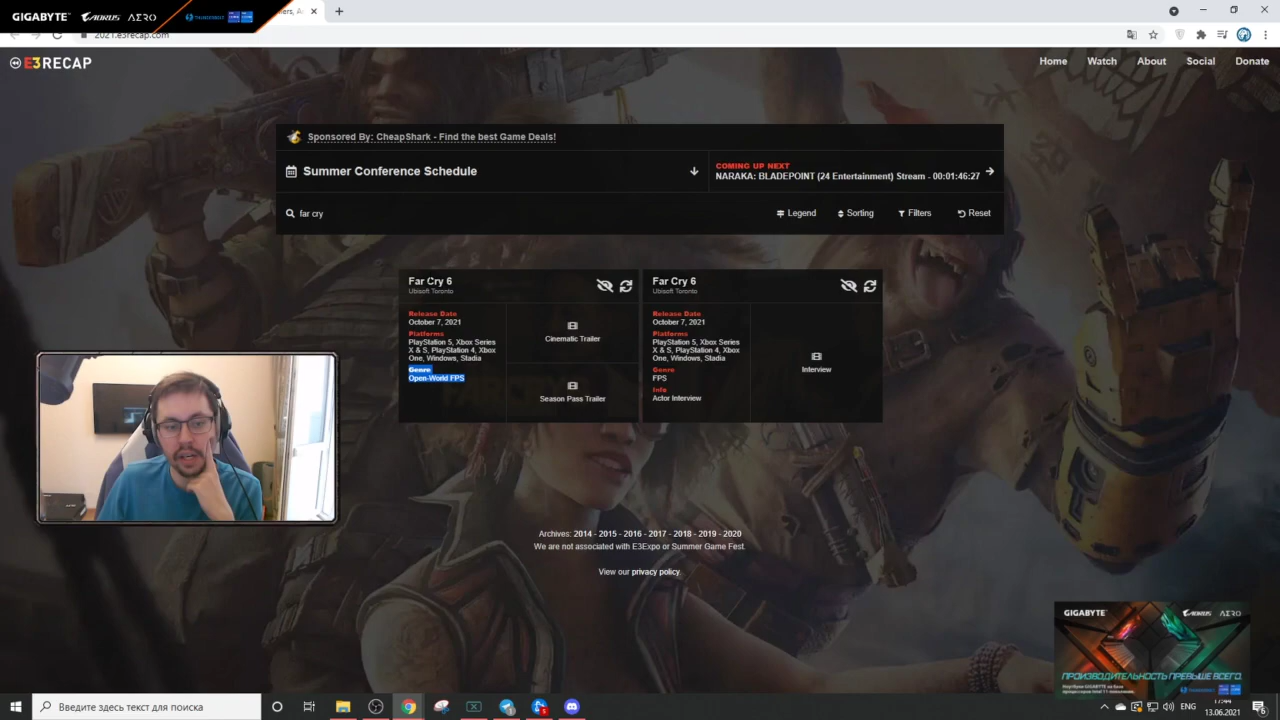 GIGABYTE AORUS AERO THUNDERBOLT
2021.e3recap.com
E3RECAP
Home Watch About Social Donate
Sponsored By: CheapShark - Find the best Game Deals!
Summer Conference Schedule
COMING UP NEXT
NARAKA: BLADEPOINT (24 Entertainment) Stream - 00:01:46:27
far cry
Legend Sorting Filters Reset
Far Cry 6
Ubisoft Toronto
Release Date
October 7, 2021
Platforms
PlayStation 5, Xbox Series
X & S, PlayStation 4, Xbox
One, Windows, Stadia
Genre
Open-World FPS
Cinematic Trailer
Season Pass Trailer
Far Cry 6
Ubisoft Toronto
Release Date
October 7, 2021
Platforms
PlayStation 5, Xbox Series
X & S, PlayStation 4, Xbox
One, Windows, Stadia
Genre
FPS
Info
Actor Interview
Interview
Archives: 2014 - 2015 - 2016 - 2017 - 2018 - 2019 - 2020
We are not associated with E3Expo or Summer Game Fest.
View our privacy policy.
GIGABYTE AORUS AERO
ПРОИЗВОДИТЕЛЬНОСТЬ ПРЕВЫШЕ ВСЕГО.
Ноутбуки GIGABYTE на базе
Введите здесь текст для поиска
ENG
17:44
13.06.2021